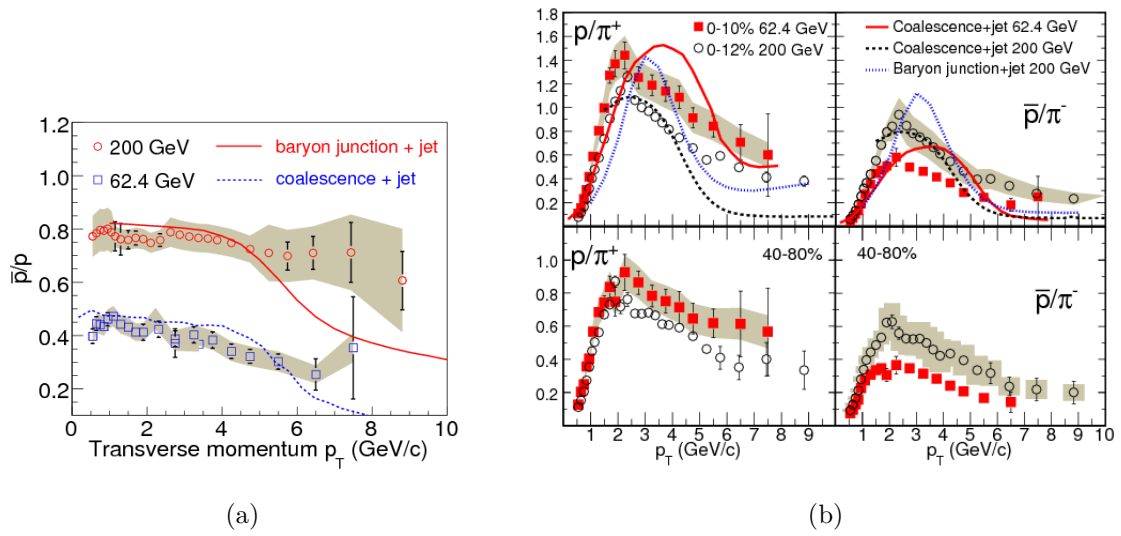 1.2
1.0
0.8
0.6
0.4
p̅/p
200 GeV
62.4 GeV
baryon junction + jet
coalescence + jet
0 2 4 6 8 10
Transverse momentum p_T (GeV/c)
(a)
1.8
1.6
1.4
1.2
1.0
0.8
0.6
0.4
0.2
p/π⁺
0-10% 62.4 GeV
0-12% 200 GeV
Coalescence+jet 62.4 GeV
Coalescence+jet 200 GeV
Baryon junction+jet 200 GeV
p̅/π⁻
1.0
0.8
0.6
0.4
0.2
0
p/π⁺
40-80%
40-80%
p̅/π⁻
1 2 3 4 5 6 7 8 9
1 2 3 4 5 6 7 8 9 10
p_T (GeV/c)
p_T (GeV/c)
(b)